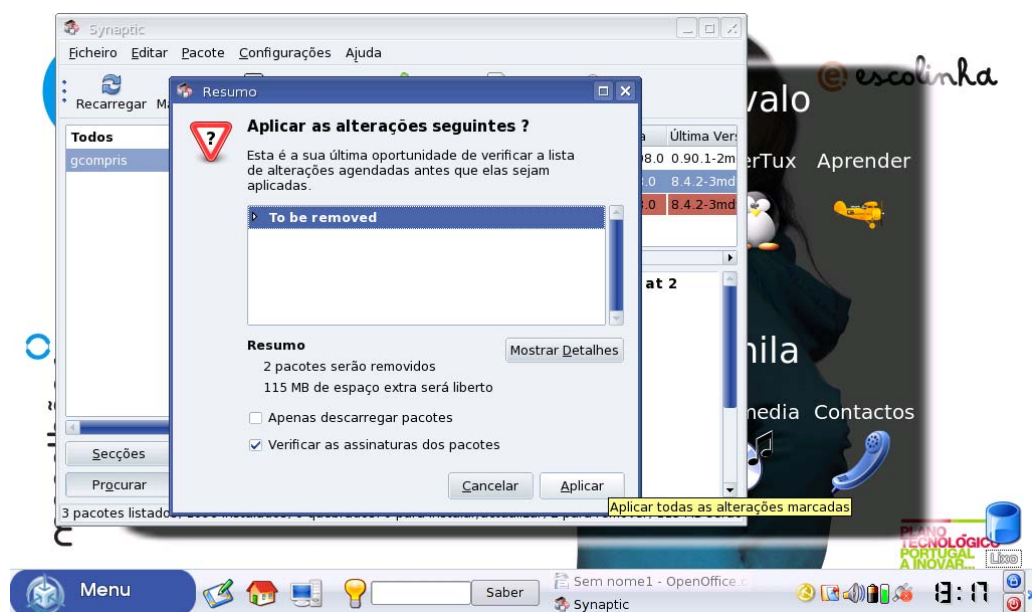 Synaptic
Ficheiro Editar Pacote Configurações Ajuda
Recarregar
Resumo
Todos
gcompris
Aplicar as alterações seguintes ?
Esta é a sua última oportunidade de verificar a lista
de alterações agendadas antes que elas sejam
aplicadas.
To be removed
Última Vers
0.90.1-2m
8.4.2-3md
8.4.2-3md
at 2
Resumo
2 pacotes serão removidos
115 MB de espaço extra será liberto
Mostrar Detalhes
Apenas descarregar pacotes
Verificar as assinaturas dos pacotes
Cancelar Aplicar
Aplicar todas as alterações marcadas
Secções
Procurar
3 pacotes listados
escolinha
valo
erTux Aprender
hila
media Contactos
PLANO
TECNOLÓGICO
PORTUGAL
A INOVAR...
Lixo
Menu
Saber
Sem nome1 - OpenOffice.o
Synaptic
13:17